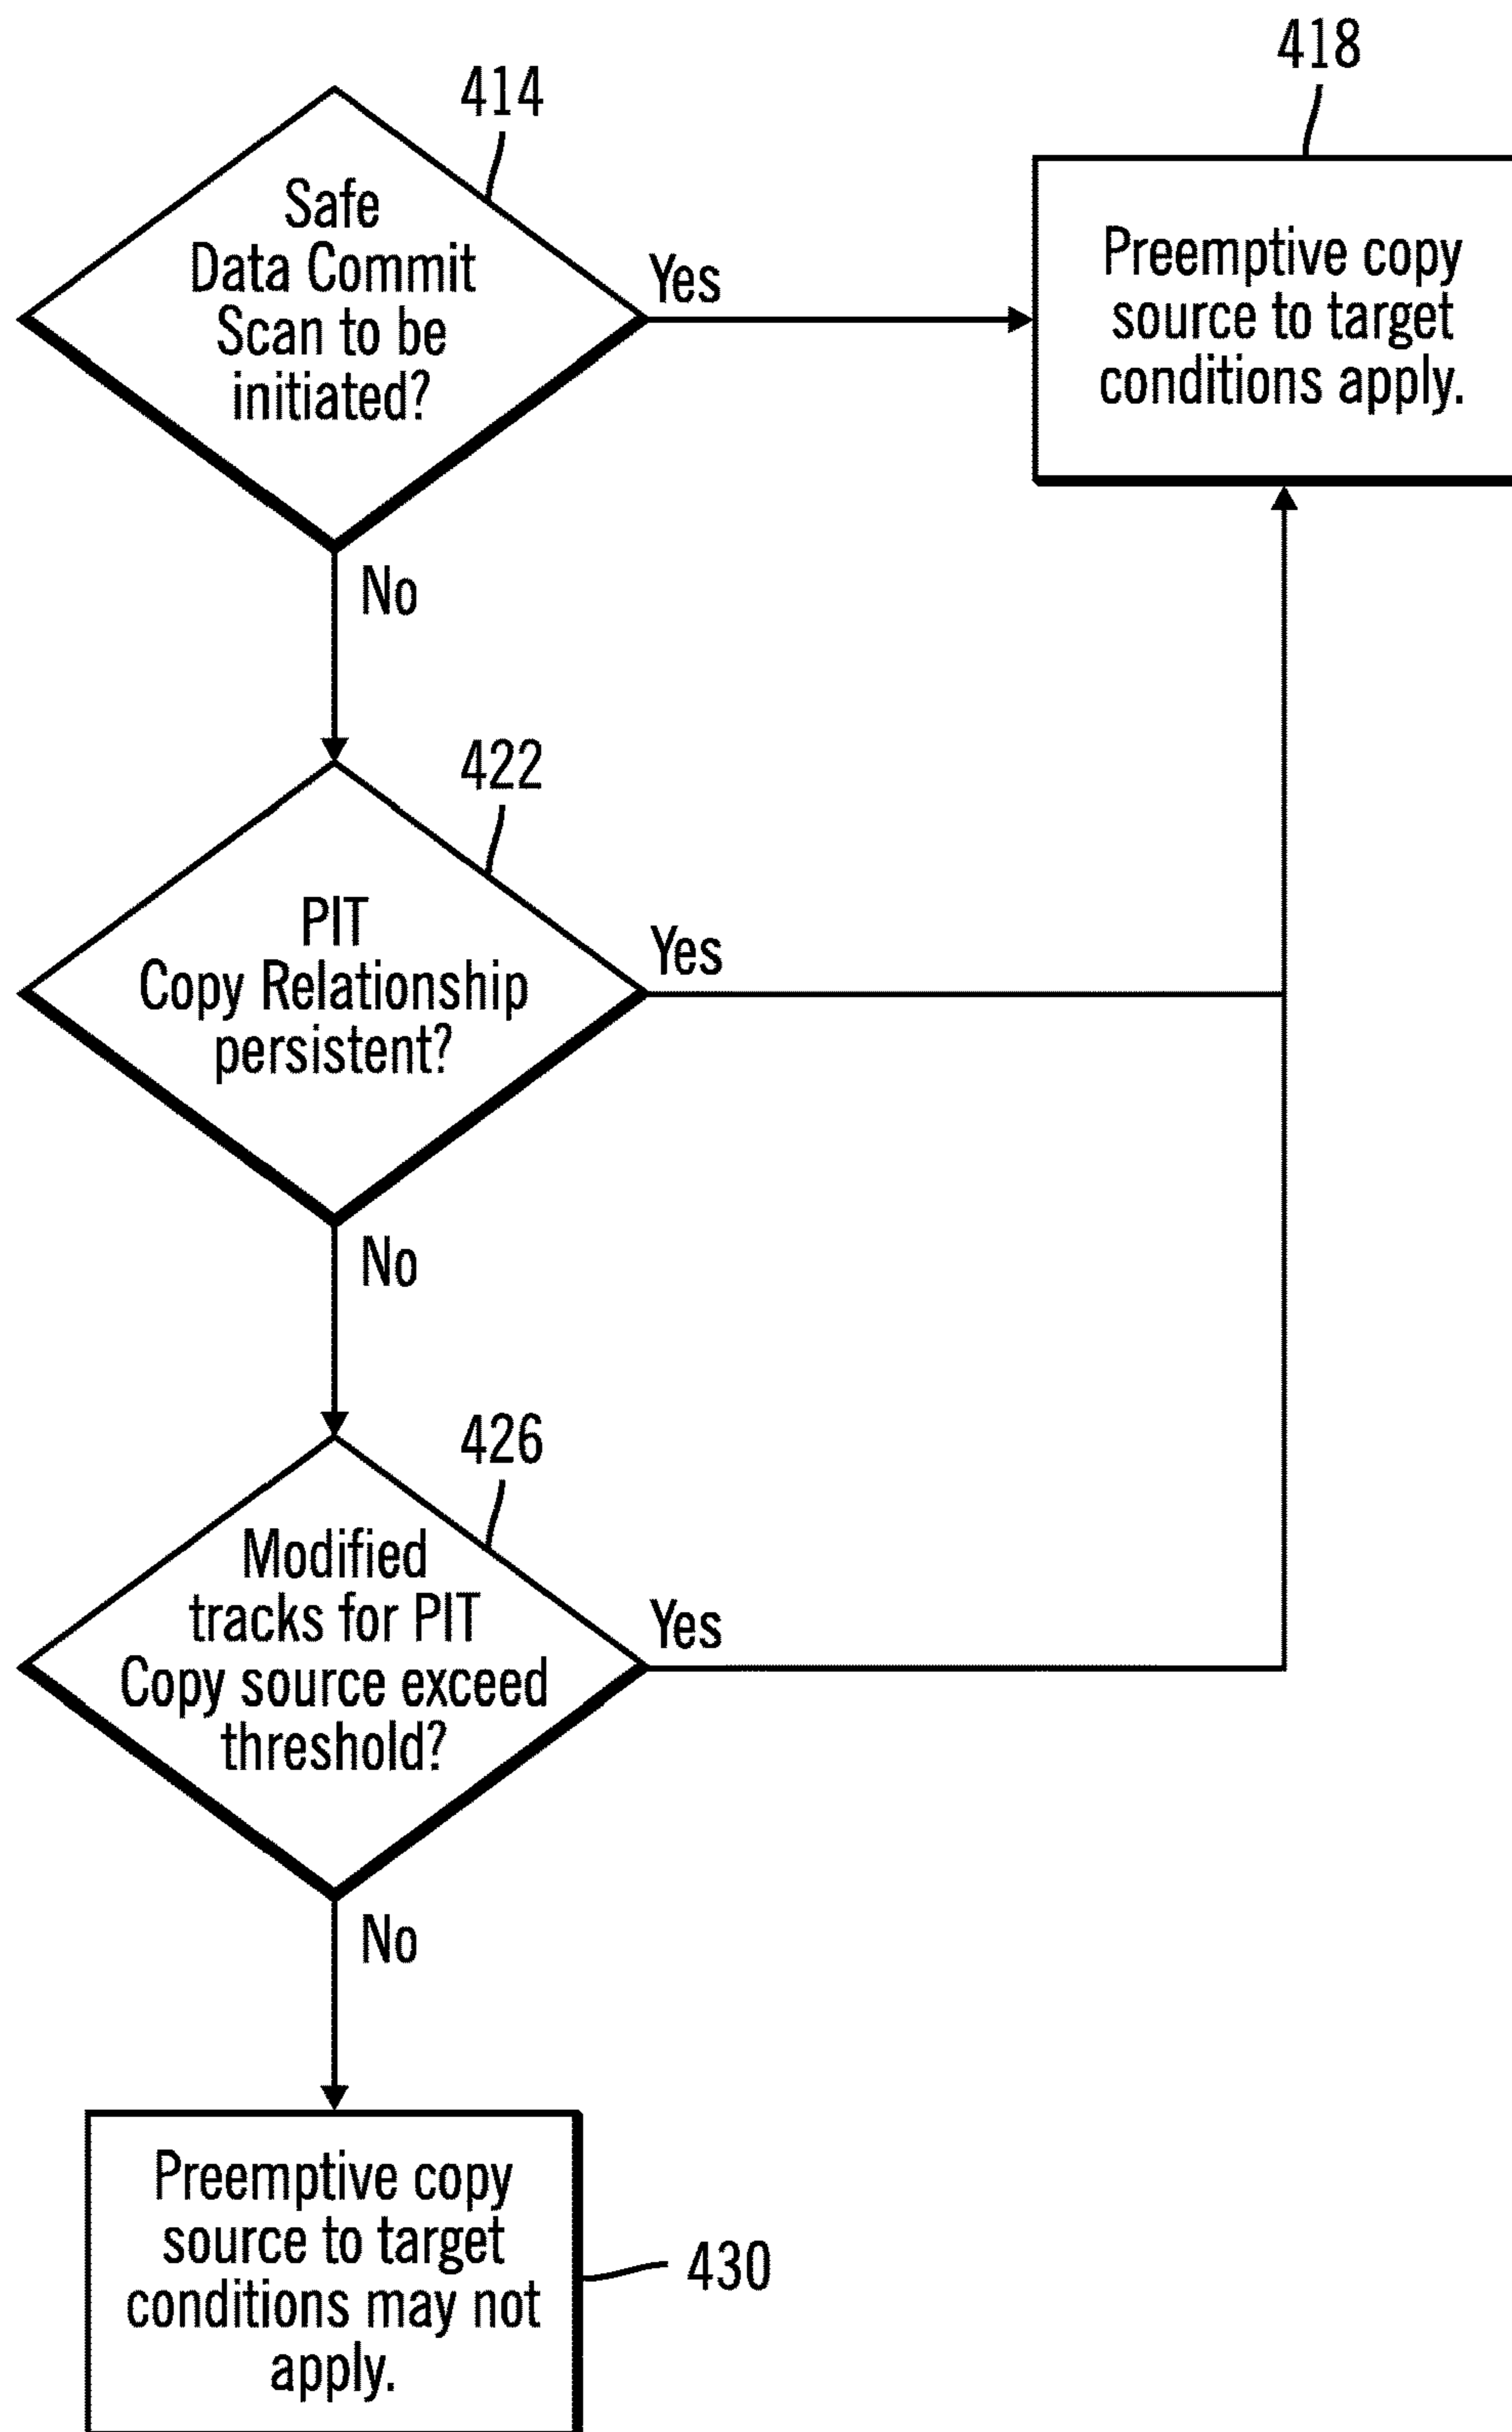 418
414
Safe
Data Commit
Scan to be
initiated?
Yes
Preemptive copy
source to target
conditions apply.
No
422
PIT
Copy Relationship
persistent?
Yes
No
426
Modified
tracks for PIT
Copy source exceed
threshold?
Yes
No
Preemptive copy
source to target
conditions may not
apply.
430